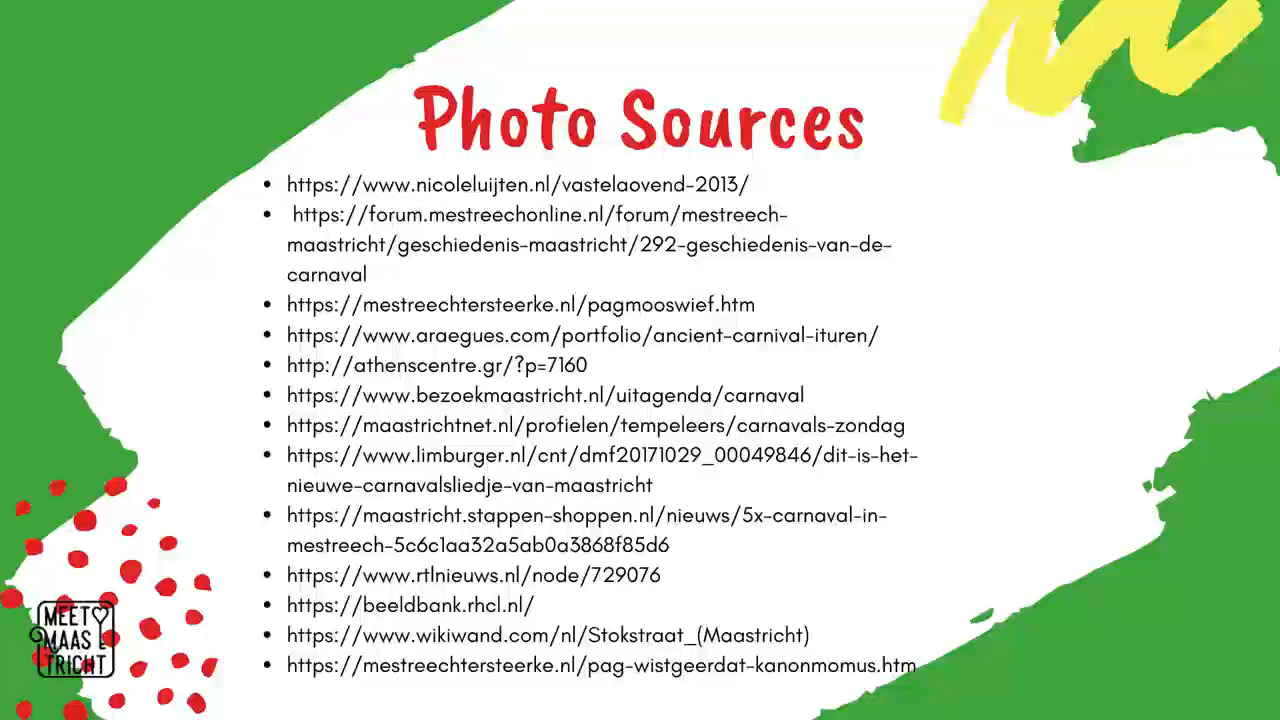 Photo Sources
• https://www.nicoleluijten.nl/vastelaovend-2013/
• https://forum.mestreechonline.nl/forum/mestreech-
maastricht/geschiedenis-maastricht/292-geschiedenis-van-de-
carnaval
• https://mestreechtersteerke.nl/pagmooswief.htm
• https://www.araegues.com/portfolio/ancient-carnival-ituren/
• http://athenscentre.gr/?p=7160
• https://www.bezoekmaastricht.nl/uitagenda/carnaval
• https://maastrichtnet.nl/profielen/tempeleers/carnavals-zondag
• https://www.limburger.nl/cnt/dmf20171029_00049846/dit-is-het-
nieuwe-carnavalsliedje-van-maastricht
• https://maastricht.stappen-shoppen.nl/nieuws/5x-carnaval-in-
mestreech-5c6c1aa32a5ab0a3868f85d6
• https://www.rtlnieuws.nl/node/729076
• https://beeldbank.rhcl.nl/
• https://www.wikiwand.com/nl/Stokstraat_(Maastricht)
• https://mestreechtersteerke.nl/pag-wistgeerdat-kanonmomus.htm
MEET
MAAS
TRICHT